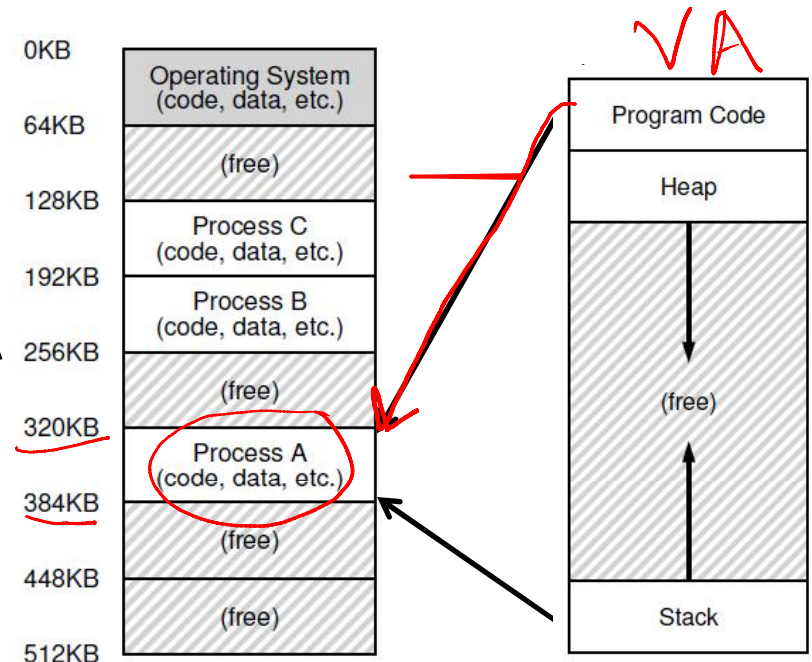 0KB
Operating System
(code, data, etc.)
64KB
(free)
128KB
Process C
(code, data, etc.)
192KB
Process B
(code, data, etc.)
256KB
(free)
320KB
Process A
(code, data, etc.)
384KB
(free)
448KB
(free)
512KB
VA
Program Code
Heap
(free)
Stack